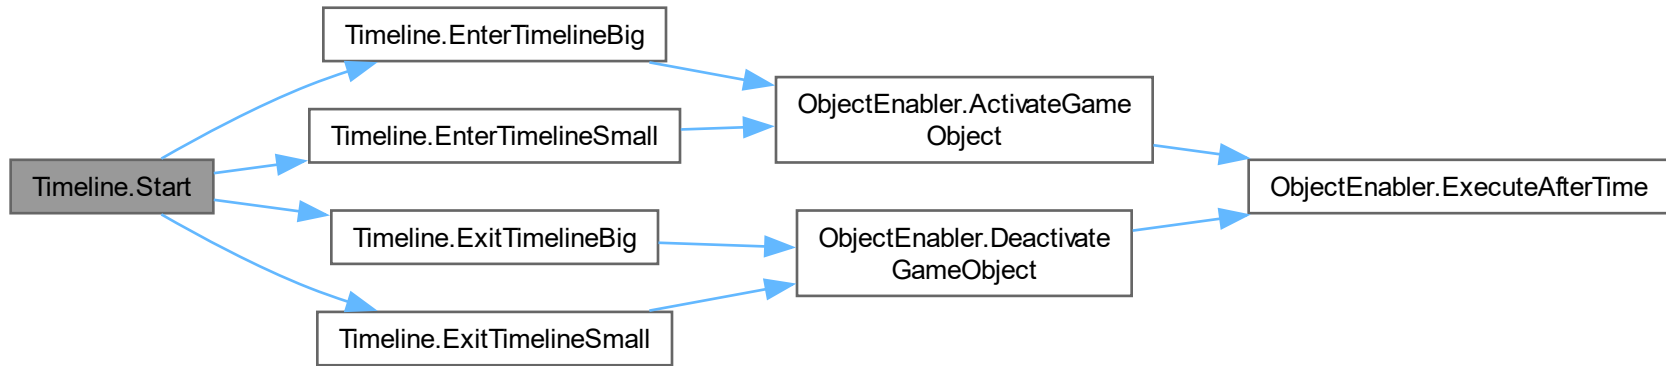 Timeline.Start
Timeline.EnterTimelineBig
Timeline.EnterTimelineSmall
Timeline.ExitTimelineBig
Timeline.ExitTimelineSmall
ObjectEnabler.ActivateGame
Object
ObjectEnabler.Deactivate
GameObject
ObjectEnabler.ExecuteAfterTime